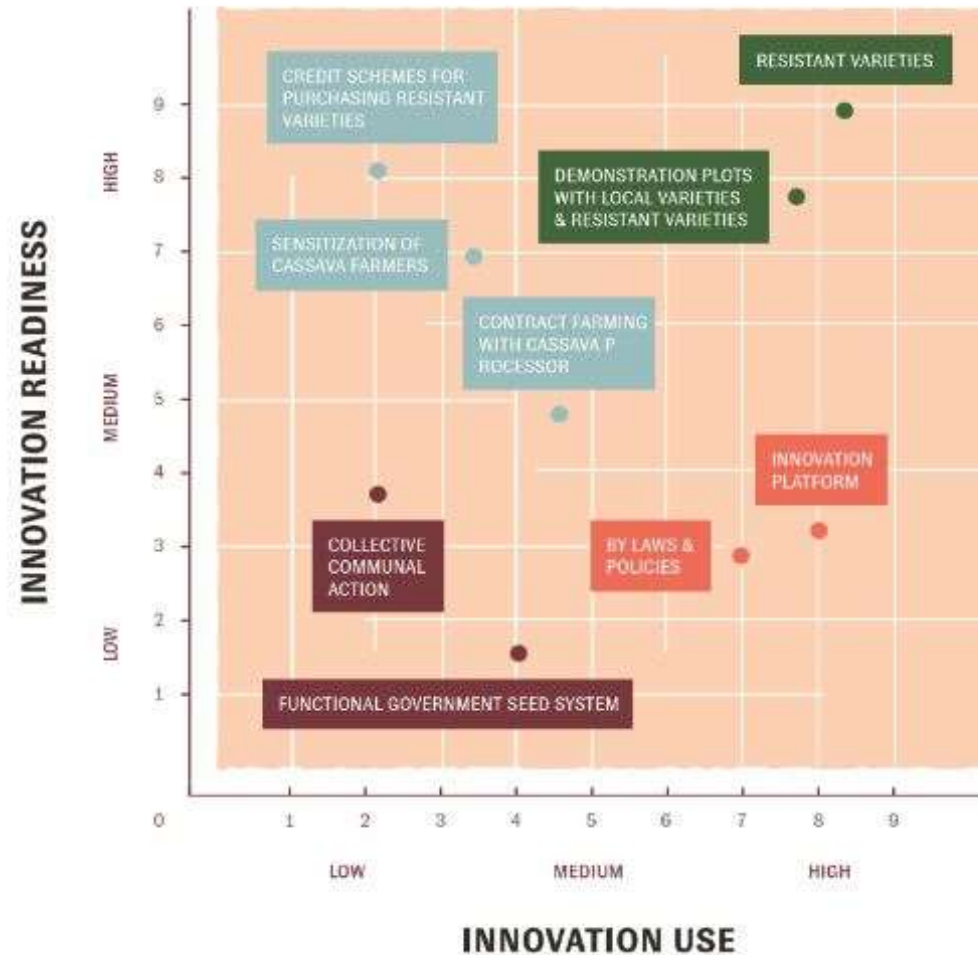 RESISTANT VARIETIES
CREDIT SCHEMES FOR
PURCHASING RESISTANT
VARIETIES
DEMONSTRATION PLOTS
WITH LOCAL VARIETIES
& RESISTANT VARIETIES
SENSITIZATION OF
CASSAVA FARMERS
CONTRACT FARMING
WITH CASSAVA P
ROCESSOR
INNOVATION
PLATFORM
COLLECTIVE
COMMUNAL
ACTION
BY LAWS &
POLICIES
FUNCTIONAL GOVERNMENT SEED SYSTEM
INNOVATION READINESS
HIGH
MEDIUM
LOW
9
8
7
6
5
4
3
2
1
0 1 2 3 4 5 6 7 8 9
LOW MEDIUM HIGH
INNOVATION USE